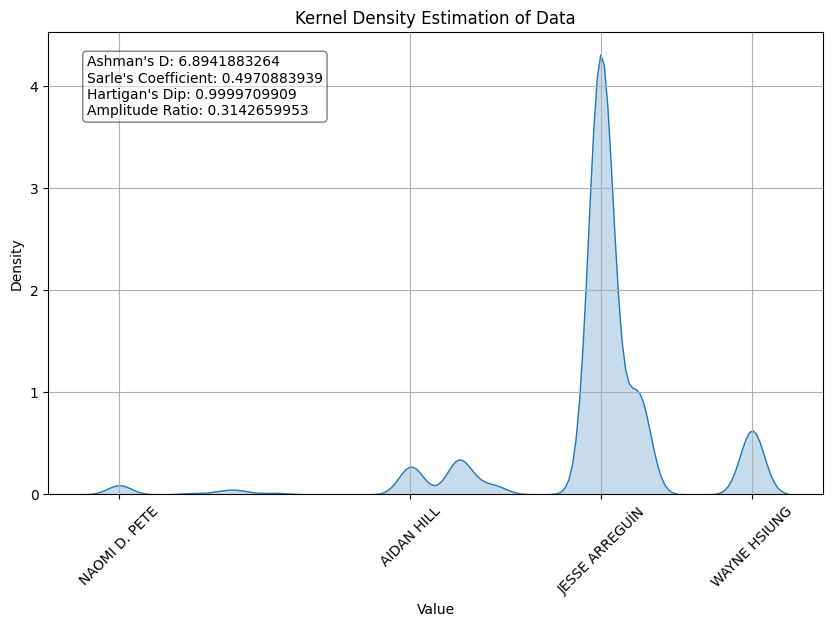 Kernel Density Estimation of Data
Ashman's D: 6.8941883264
Sarle's Coefficient: 0.4970883939
Hartigan's Dip: 0.9999709909
Amplitude Ratio: 0.3142659953
Density
4
3
2
1
0
NAOMI D. PETE
AIDAN HILL
JESSE ARREGUÍN
WAYNE HSIUNG
Value